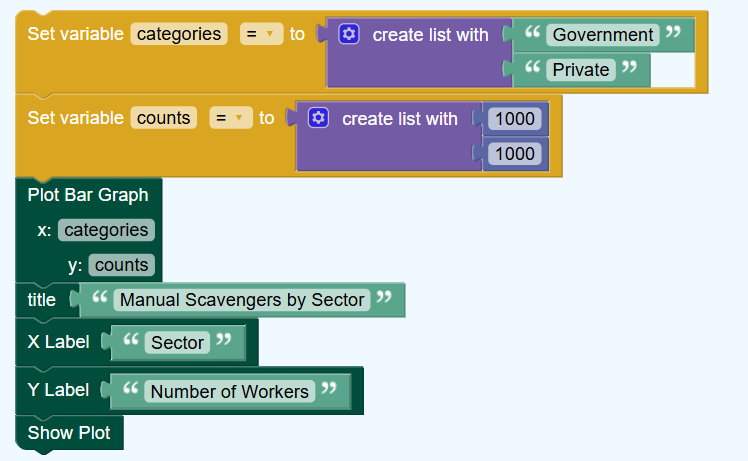 Set variable categories = to create list with “ Government ”
“ Private ”
Set variable counts = to create list with 1000
1000
Plot Bar Graph
x: categories
y: counts
title “ Manual Scavengers by Sector ”
X Label “ Sector ”
Y Label “ Number of Workers ”
Show Plot